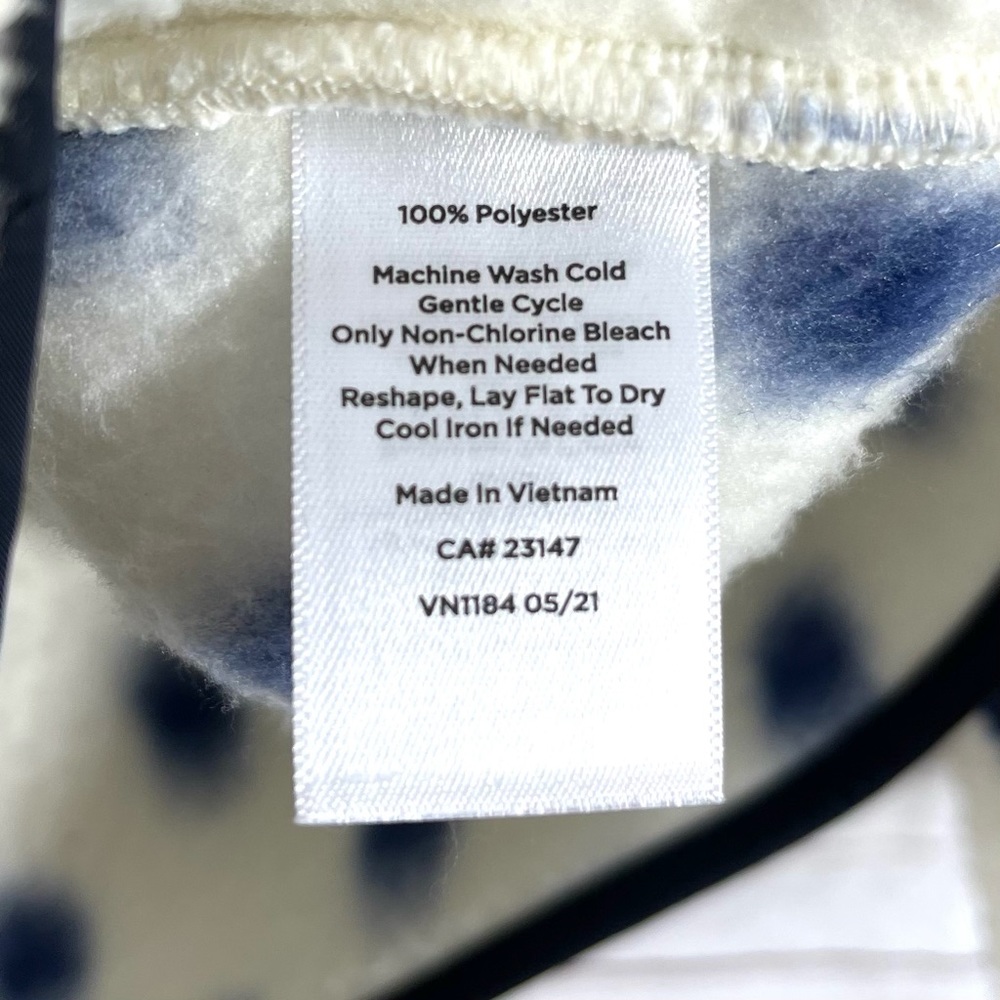 100% Polyester
Machine Wash Cold
Gentle Cycle
Only Non-Chlorine Bleach
When Needed
Reshape, Lay Flat To Dry
Cool Iron If Needed
Made In Vietnam
CA# 23147
VN1184 05/21